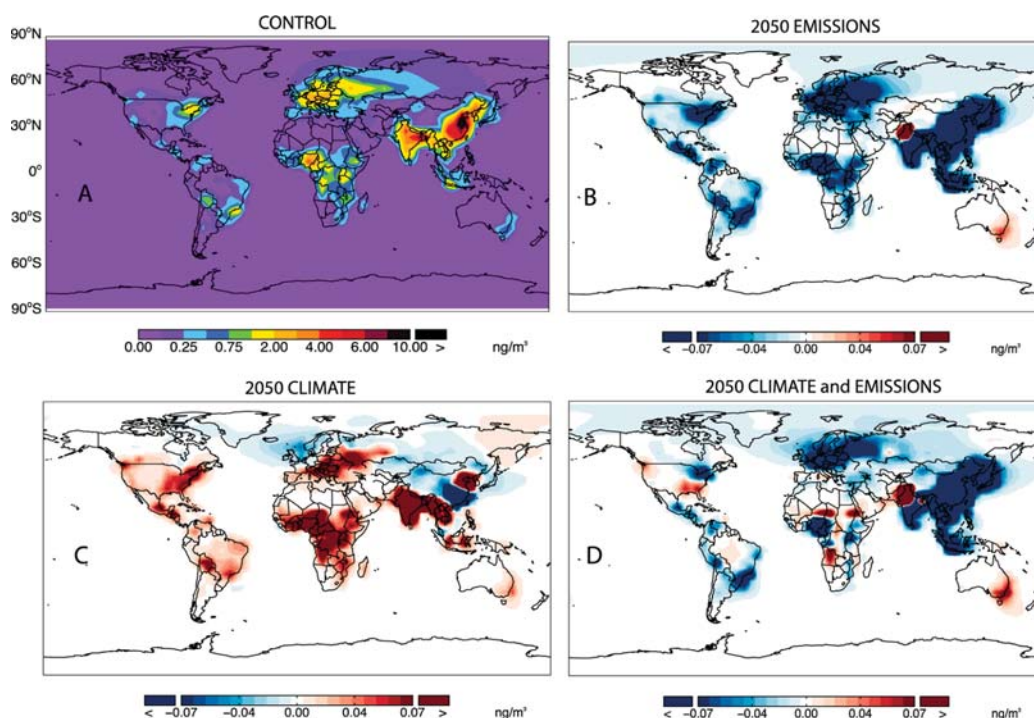 CONTROL
90°N
60°N
30°N
0°
30°S
60°S
90°S
A
0.00 0.25 0.75 2.00 4.00 6.00 10.00 >
ng/m³
2050 EMISSIONS
B
< −0.07 −0.04 0.00 0.04 0.07 >
ng/m³
2050 CLIMATE
C
< −0.07 −0.04 0.00 0.04 0.07 >
ng/m³
2050 CLIMATE and EMISSIONS
D
< −0.07 −0.04 0.00 0.04 0.07 >
ng/m³